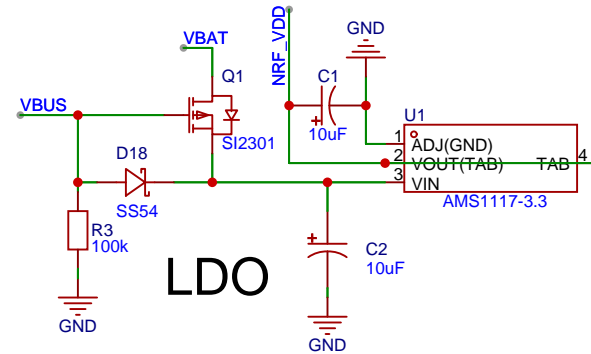 VBAT
NRF_VDD
GND
Q1
C1
VBUS
U1
10uF
1
ADJ(GND)
SI2301
2
VOUT(TAB)
TAB
4
D18
3
VIN
SS54
AMS1117-3.3
R3
100k
LDO
C2
10uF
GND
GND